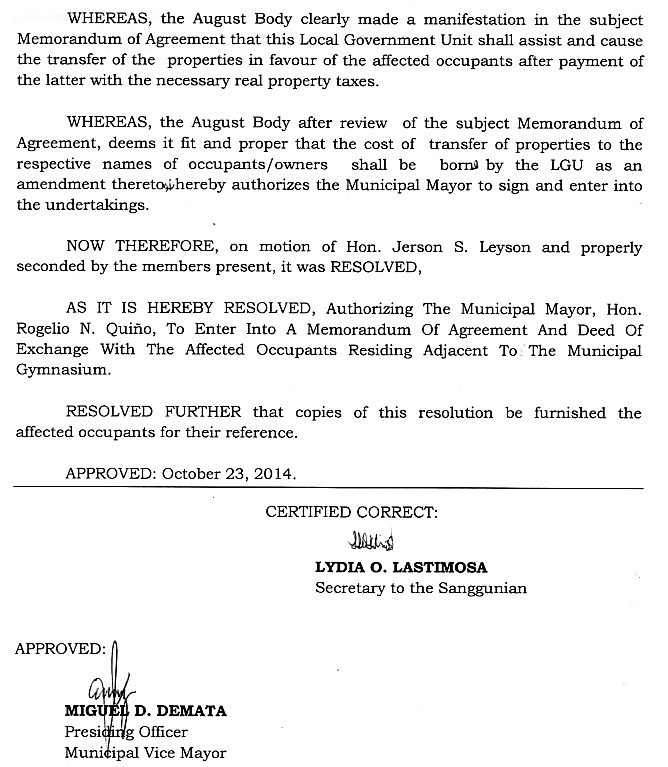 WHEREAS, the August Body clearly made a manifestation in the subject
Memorandum of Agreement that this Local Government Unit shall assist and cause
the transfer of the properties in favour of the affected occupants after payment of
the latter with the necessary real property taxes.
WHEREAS, the August Body after review of the subject Memorandum of
Agreement, deems it fit and proper that the cost of transfer of properties to the
respective names of occupants/owners shall be born by the LGU as an
amendment thereto, hereby authorizes the Municipal Mayor to sign and enter into
the undertakings.
NOW THEREFORE, on motion of Hon. Jerson S. Leyson and properly
seconded by the members present, it was RESOLVED,
AS IT IS HEREBY RESOLVED, Authorizing The Municipal Mayor, Hon.
Rogelio N. Quiño, To Enter Into A Memorandum Of Agreement And Deed Of
Exchange With The Affected Occupants Residing Adjacent To The Municipal
Gymnasium.
RESOLVED FURTHER that copies of this resolution be furnished the
affected occupants for their reference.
APPROVED: October 23, 2014.
CERTIFIED CORRECT:
LYDIA O. LASTIMOSA
Secretary to the Sanggunian
APPROVED:
MIGUEL D. DEMATA
Presiding Officer
Municipal Vice Mayor